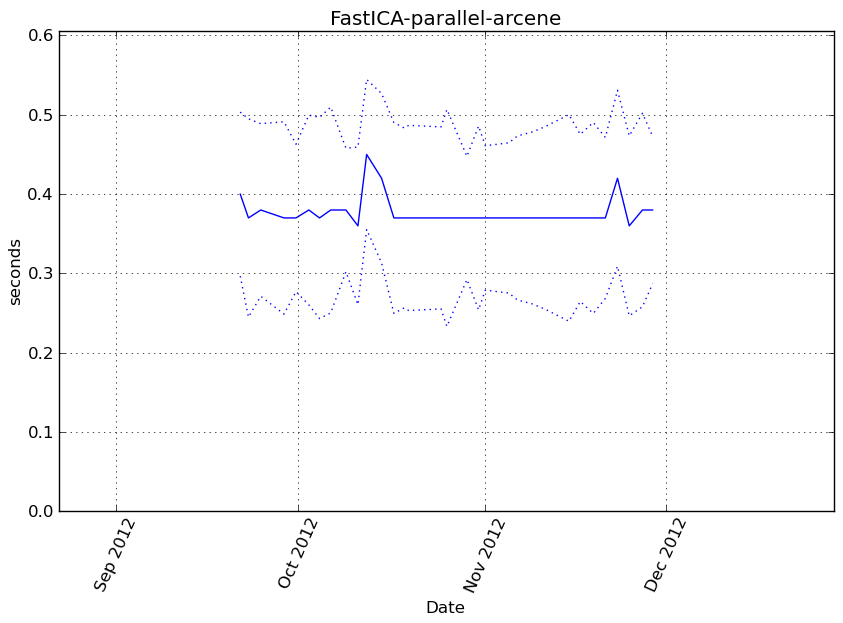 FastICA-parallel-arcene
0.6
0.5
0.4
0.3
0.2
0.1
0.0
seconds
Sep 2012
Oct 2012
Nov 2012
Dec 2012
Date